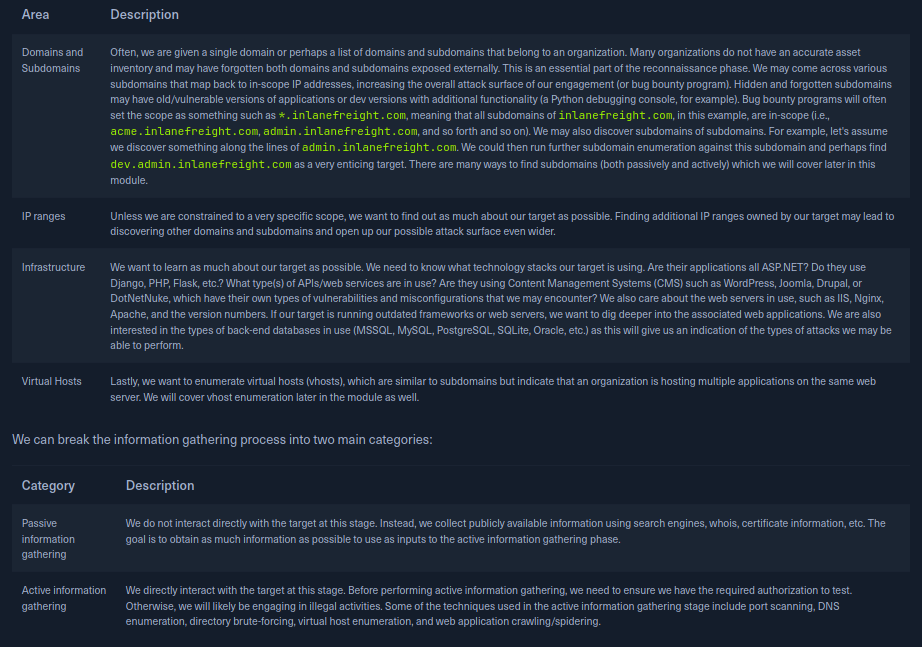 Area Description
Domains and Often, we are given a single domain or perhaps a list of domains and subdomains that belong to an organization. Many organizations do not have an accurate asset
Subdomains inventory and may have forgotten both domains and subdomains exposed externally. This is an essential part of the reconnaissance phase. We may come across various
subdomains that map back to in-scope IP addresses, increasing the overall attack surface of our engagement (or bug bounty program). Hidden and forgotten subdomains
may have old/vulnerable versions of applications or dev versions with additional functionality (a Python debugging console, for example). Bug bounty programs will often
set the scope as something such as *.inlanefreight.com, meaning that all subdomains of inlanefreight.com, in this example, are in-scope (i.e.,
acme.inlanefreight.com, admin.inlanefreight.com, and so forth and so on). We may also discover subdomains of subdomains. For example, let's assume
we discover something along the lines of admin.inlanefreight.com. We could then run further subdomain enumeration against this subdomain and perhaps find
dev.admin.inlanefreight.com as a very enticing target. There are many ways to find subdomains (both passively and actively) which we will cover later in this
module.
IP ranges Unless we are constrained to a very specific scope, we want to find out as much about our target as possible. Finding additional IP ranges owned by our target may lead to
discovering other domains and subdomains and open up our possible attack surface even wider.
Infrastructure We want to learn as much about our target as possible. We need to know what technology stacks our target is using. Are their applications all ASP.NET? Do they use
Django, PHP, Flask, etc.? What type(s) of APIs/web services are in use? Are they using Content Management Systems (CMS) such as WordPress, Joomla, Drupal, or
DotNetNuke, which have their own types of vulnerabilities and misconfigurations that we may encounter? We also care about the web servers in use, such as IIS, Nginx,
Apache, and the version numbers. If our target is running outdated frameworks or web servers, we want to dig deeper into the associated web applications. We are also
interested in the types of back-end databases in use (MSSQL, MySQL, PostgreSQL, SQLite, Oracle, etc.) as this will give us an indication of the types of attacks we may be
able to perform.
Virtual Hosts Lastly, we want to enumerate virtual hosts (vhosts), which are similar to subdomains but indicate that an organization is hosting multiple applications on the same web
server. We will cover vhost enumeration later in the module as well.
We can break the information gathering process into two main categories:
Category Description
Passive We do not interact directly with the target at this stage. Instead, we collect publicly available information using search engines, whois, certificate information, etc. The
information goal is to obtain as much information as possible to use as inputs to the active information gathering phase.
gathering
Active information We directly interact with the target at this stage. Before performing active information gathering, we need to ensure we have the required authorization to test.
gathering Otherwise, we will likely be engaging in illegal activities. Some of the techniques used in the active information gathering stage include port scanning, DNS
enumeration, directory brute-forcing, virtual host enumeration, and web application crawling/spidering.